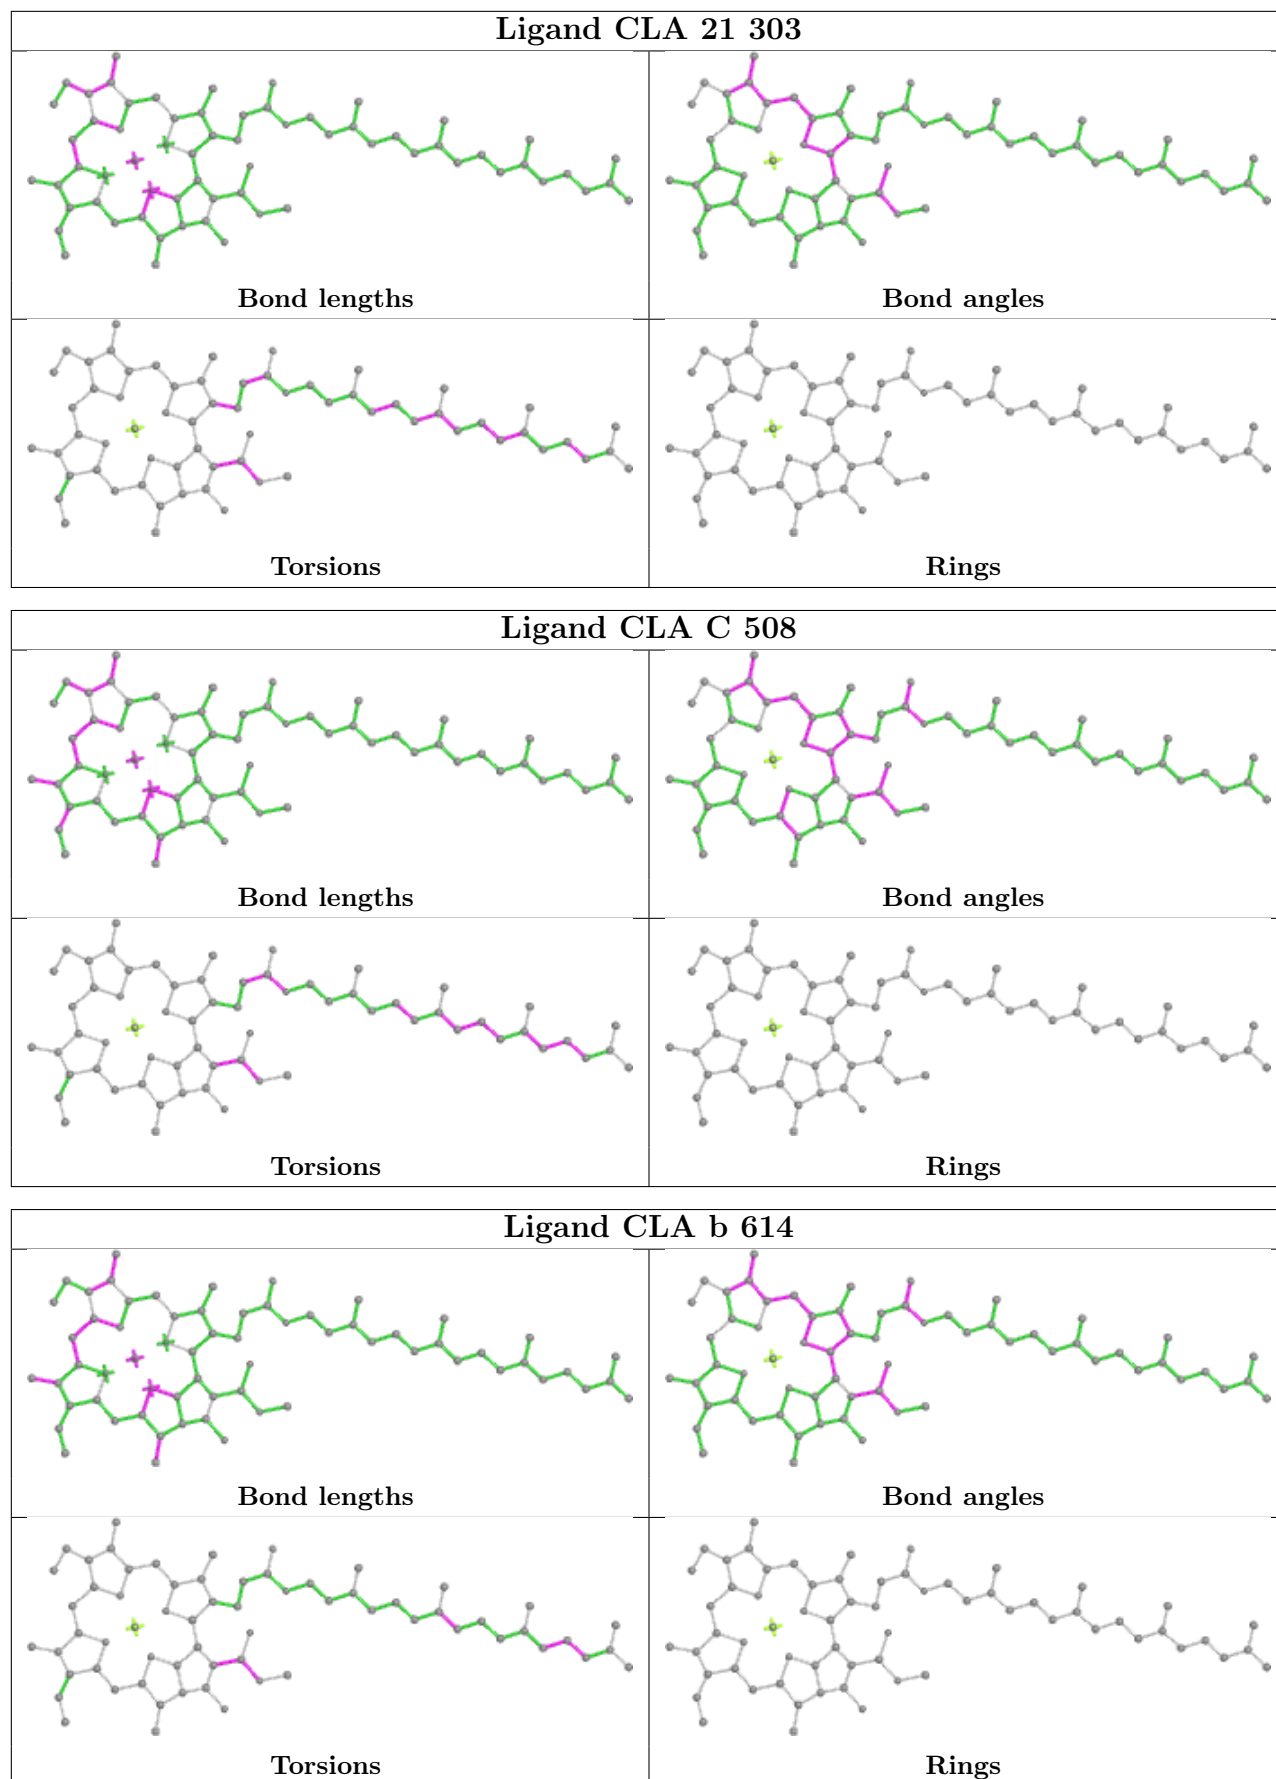 Ligand CLA 21 303
Bond lengths
Bond angles
Torsions
Rings
Ligand CLA C 508
Bond lengths
Bond angles
Torsions
Rings
Ligand CLA b 614
Bond lengths
Bond angles
Torsions
Rings